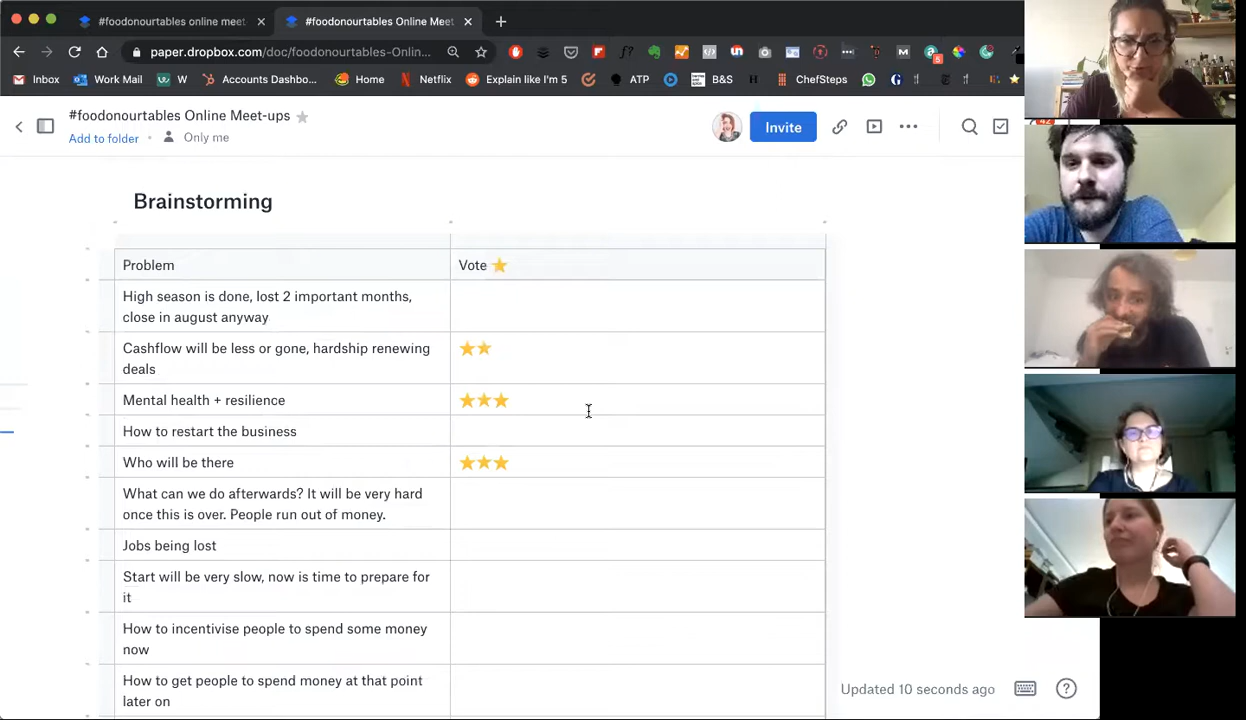 #foodonourtables online meet
#foodonourtables Online Meet
paper.dropbox.com/doc/foodonourtables-Onlin...
Inbox
Work Mail
W
Accounts Dashbo...
Home
Netflix
Explain like I'm 5
ATP
B&S
H
ChefSteps
#foodonourtables Online Meet-ups
Add to folder
Only me
Invite
Brainstorming
Problem
Vote
High season is done, lost 2 important months,
close in august anyway
Cashflow will be less or gone, hardship renewing
deals
Mental health + resilience
How to restart the business
Who will be there
What can we do afterwards? It will be very hard
once this is over. People run out of money.
Jobs being lost
Start will be very slow, now is time to prepare for
it
How to incentivise people to spend some money
now
How to get people to spend money at that point
later on
Updated 10 seconds ago